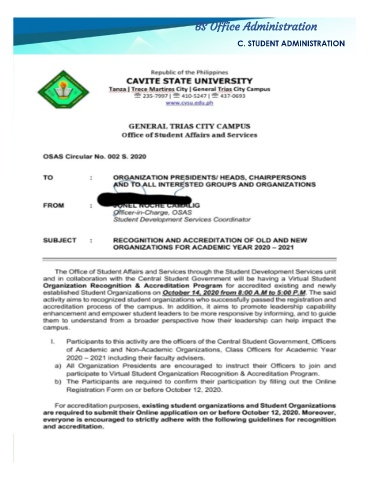 BS Office Administration
C. STUDENT ADMINISTRATION
Republic of the Philippines
CAVITE STATE UNIVERSITY
Tanza | Trece Martires City | General Trias City Campus
☏ 235-7997 | ☏ 410-5247 | ☏ 437-0693
www.cvsu.edu.ph
GENERAL TRIAS CITY CAMPUS
Office of Student Affairs and Services
OSAS Circular No. 002 S. 2020
TO : ORGANIZATION PRESIDENTS/ HEADS, CHAIRPERSONS
AND TO ALL INTERESTED GROUPS AND ORGANIZATIONS
FROM : JUNEL ROCHE CAMALIG
Officer-in-Charge, OSAS
Student Development Services Coordinator
SUBJECT : RECOGNITION AND ACCREDITATION OF OLD AND NEW
ORGANIZATIONS FOR ACADEMIC YEAR 2020 – 2021
The Office of Student Affairs and Services through the Student Development Services unit
and in collaboration with the Central Student Government will be having a Virtual Student
Organization Recognition & Accreditation Program for accredited existing and newly
established Student Organizations on October 14, 2020 from 8:00 A.M to 5:00 P.M. The said
activity aims to recognized student organizations who successfully passed the registration and
accreditation process of the campus. In addition, it aims to promote leadership capability
enhancement and empower student leaders to be more responsive by informing, and to guide
them to understand from a broader perspective how their leadership can help impact the
campus.
I. Participants to this activity are the officers of the Central Student Government, Officers
of Academic and Non-Academic Organizations, Class Officers for Academic Year
2020 – 2021 including their faculty advisers.
a) All Organization Presidents are encouraged to instruct their Officers to join and
participate to Virtual Student Organization Recognition & Accreditation Program.
b) The Participants are required to confirm their participation by filling out the Online
Registration Form on or before October 12, 2020.
For accreditation purposes, existing student organizations and Student Organizations
are required to submit their Online application on or before October 12, 2020. Moreover,
everyone is encouraged to strictly adhere with the following guidelines for recognition
and accreditation.